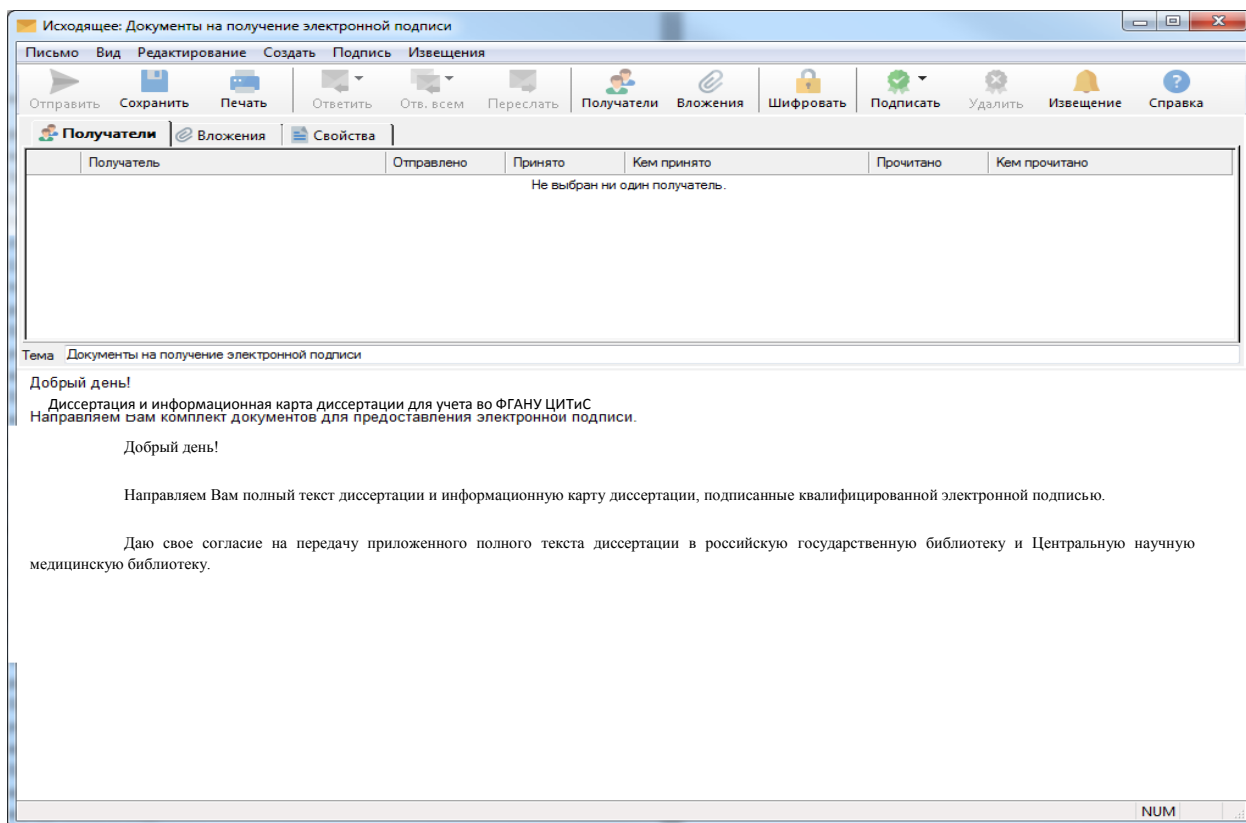 Исходящее: Документы на получение электронной подписи
Письмо Вид Редактирование Создать Подпись Извещения
Отправить Сохранить Печать Ответить Отв. всем Переслать Получатели Вложения Шифровать Подписать Удалить Извещение Справка
Получатели Вложения Свойства
Получатель Отправлено Принято Кем принято Прочитано Кем прочитано
Не выбран ни один получатель.
Тема Документы на получение электронной подписи
Добрый день!
Диссертация и информационная карта диссертации для учета во ФГАНУ ЦИТиС
Направляем Вам комплект документов для предоставления электронной подписи.
Добрый день!
Направляем Вам полный текст диссертации и информационную карту диссертации, подписанные квалифицированной электронной подписью.
Даю свое согласие на передачу приложенного полного текста диссертации в российскую государственную библиотеку и Центральную научную
медицинскую библиотеку.
NUM